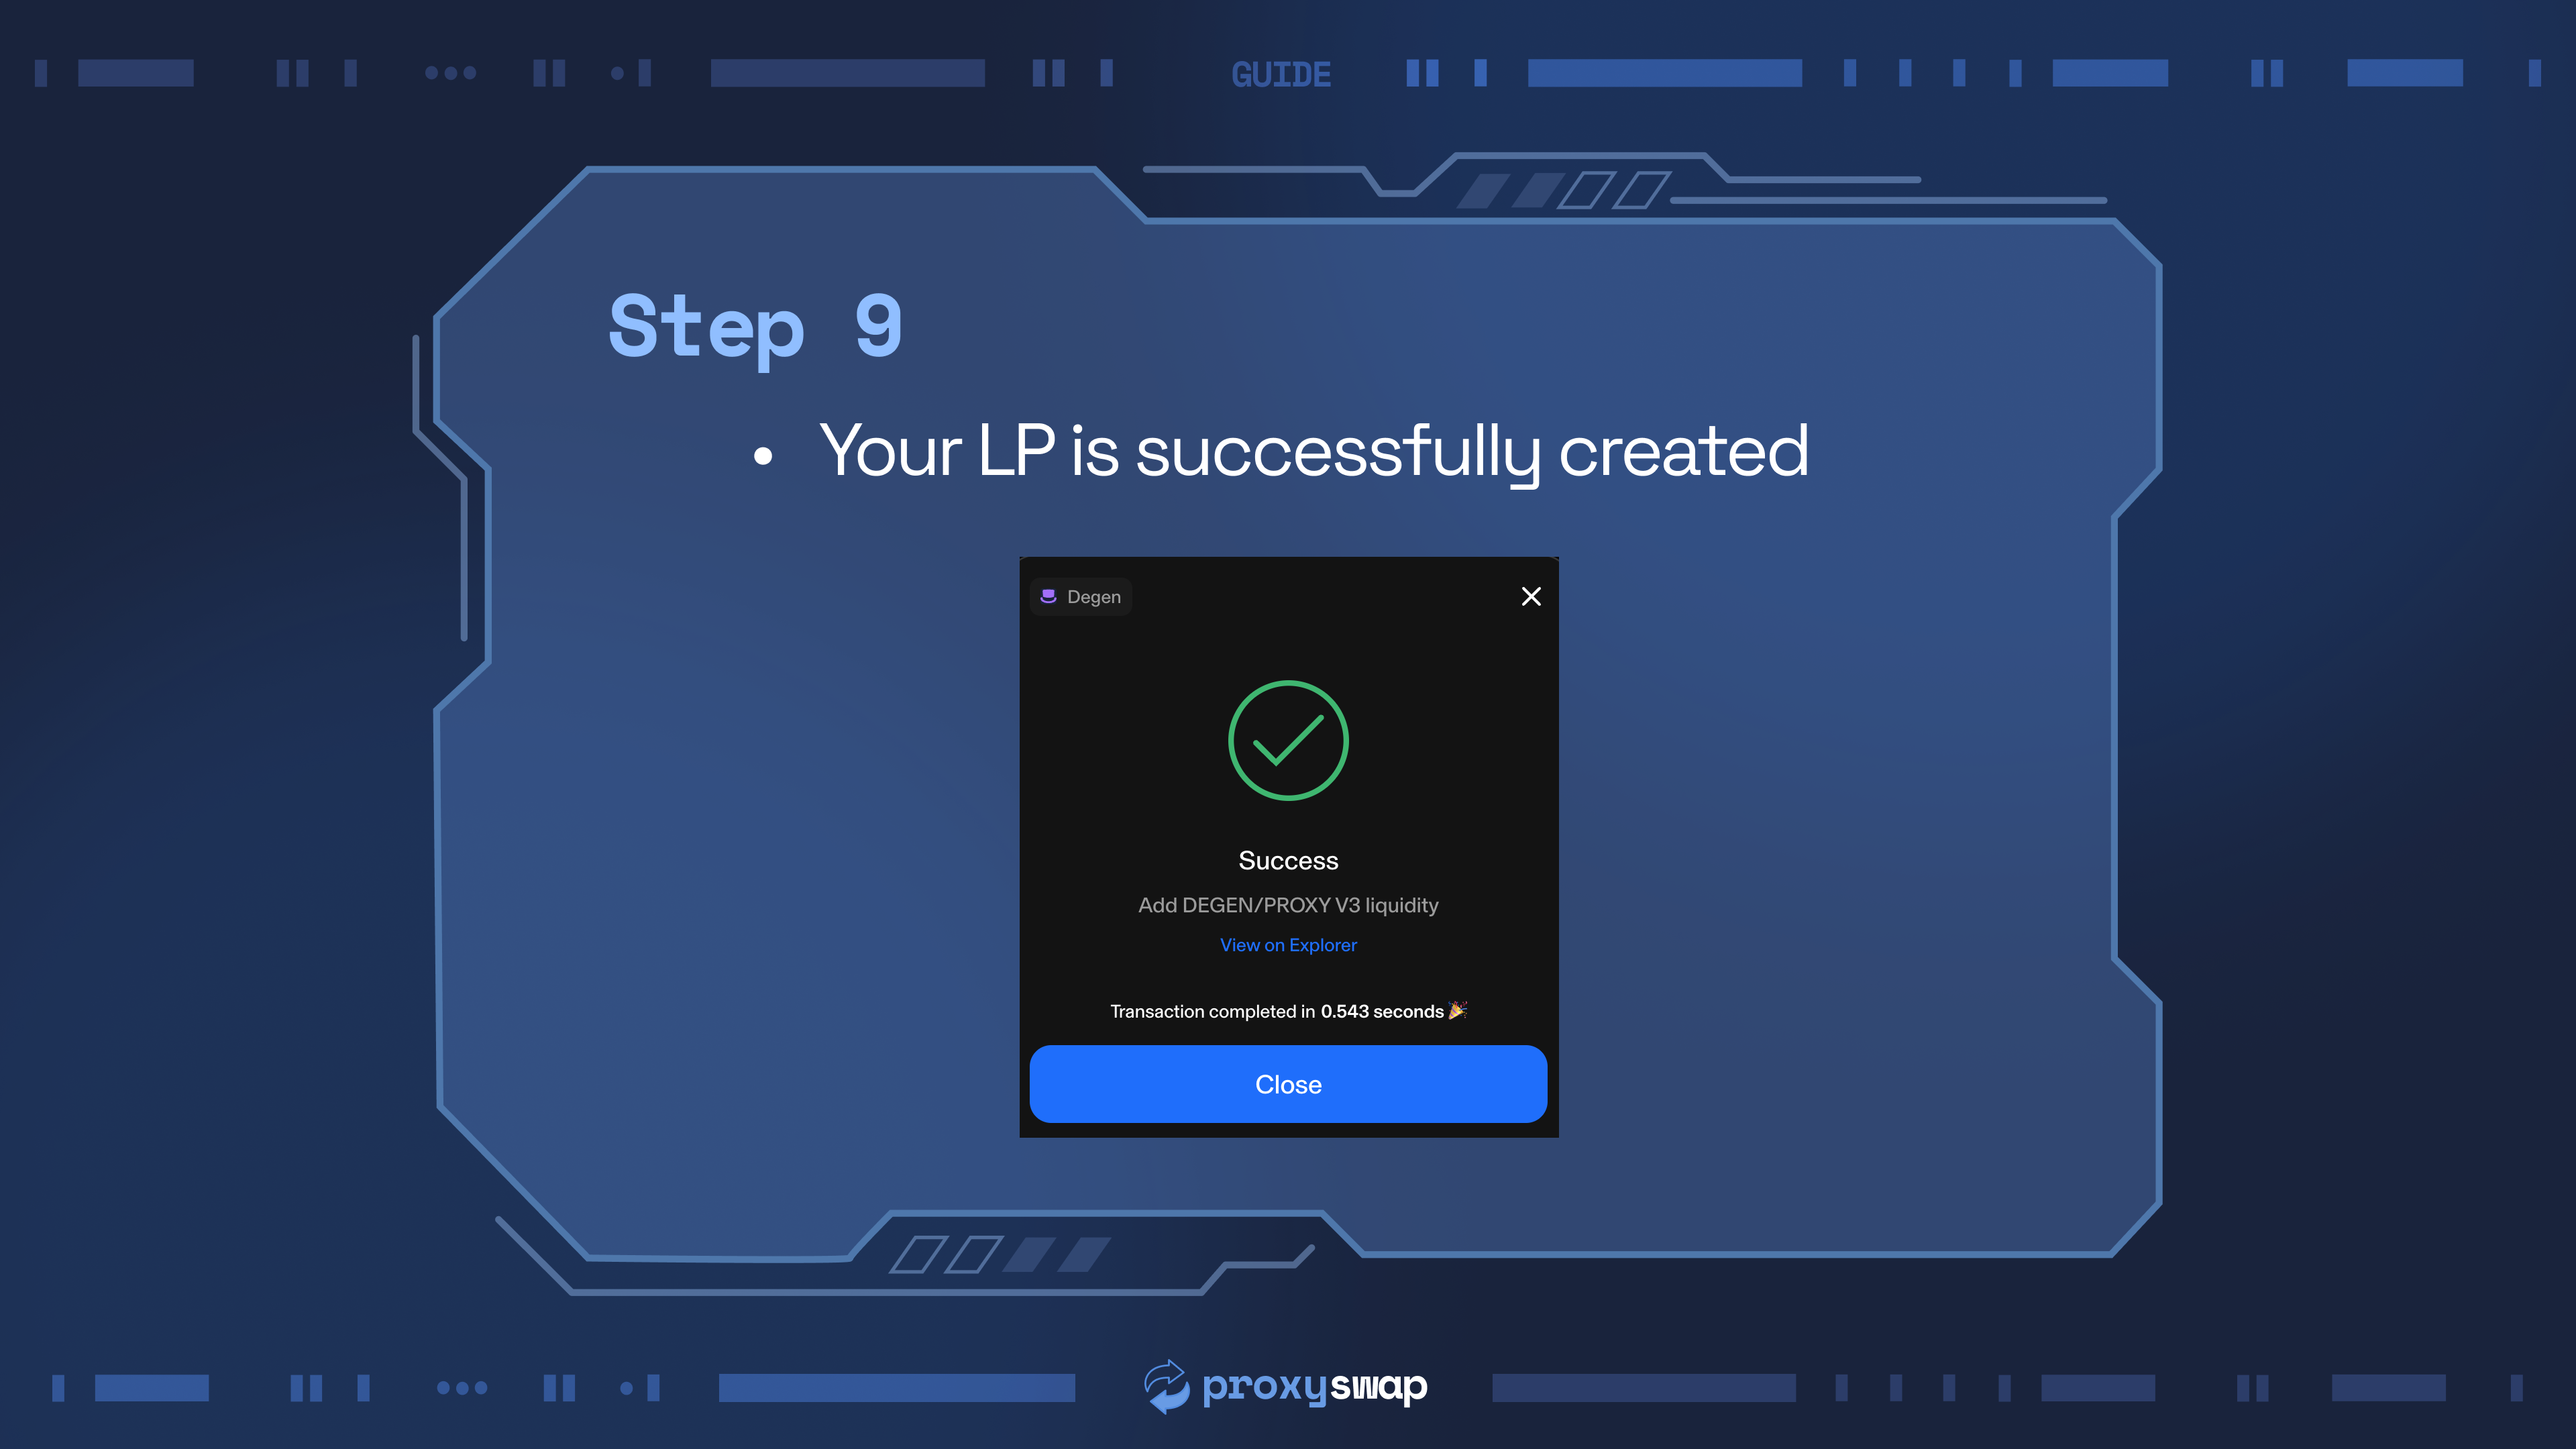 GUIDE
Step 9
• Your LP is successfully created
Degen
Success
Add DEGEN/PROXY V3 liquidity
View on Explorer
Transaction completed in 0.543 seconds 🎉
Close
proxyswap